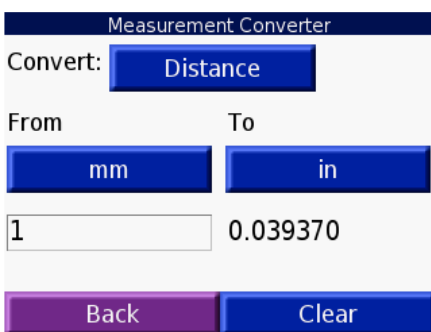 Measurement Converter
Convert: Distance
From To
mm in
1 0.039370
Back Clear